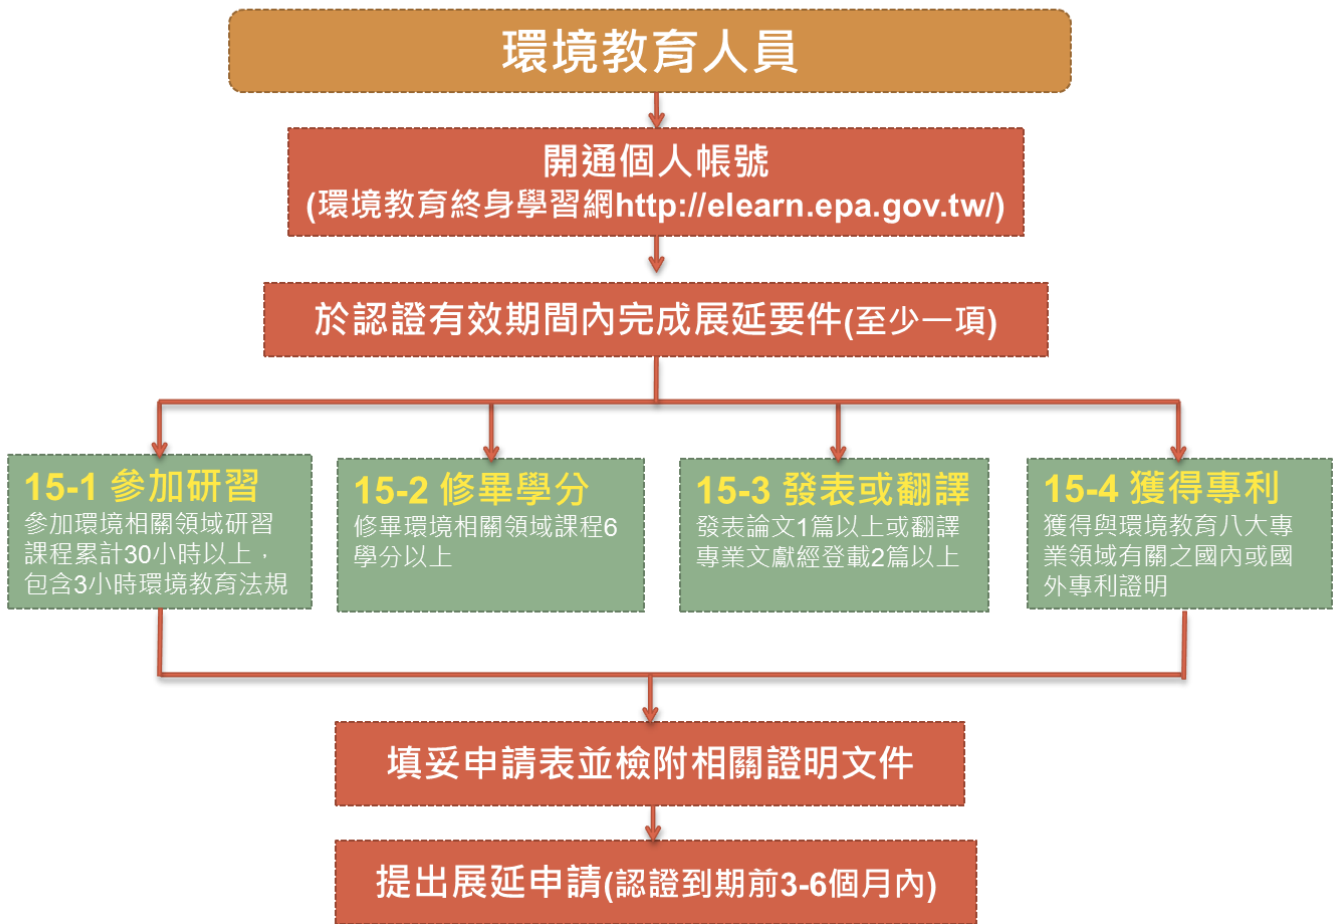 環境教育人員
開通個人帳號
(環境教育終身學習網http://elearn.epa.gov.tw/)
於認證有效期間內完成展延要件(至少一項)
15-1 參加研習
參加環境相關領域研習
課程累計30小時以上，
包含3小時環境教育法規
15-2 修畢學分
修畢環境相關領域課程6
學分以上
15-3 發表或翻譯
發表論文1篇以上或翻譯
專業文獻經登載2篇以上
15-4 獲得專利
獲得與環境教育八大專
業領域有關之國內或國
外專利證明
填妥申請表並檢附相關證明文件
提出展延申請(認證到期前3-6個月內)